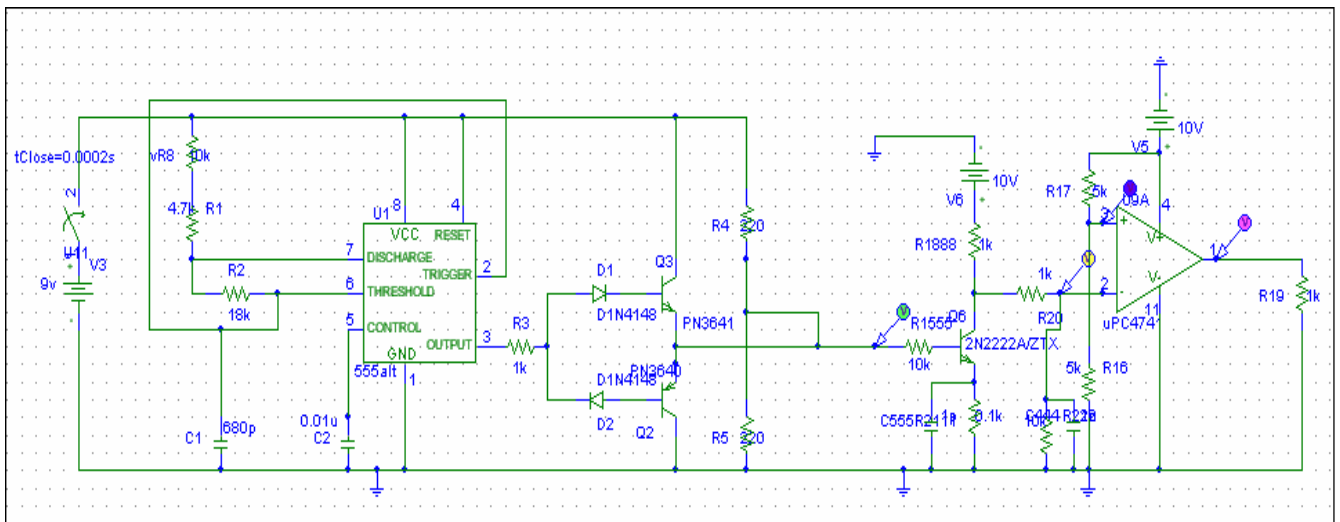 10V
V5
tClose=0.0002s
2
U11
V3
9v
vR8
10k
4.7k
R1
U1
8
4
VCC
RESET
7
DISCHARGE
TRIGGER
2
R2
18k
6
THRESHOLD
5
CONTROL
OUTPUT
3
GND
1
555alt
680p
C1
0.01u
C2
R3
1k
D1
D1N4148
D1N4148
D2
Q3
PN3641
PN3640
Q2
R4
220
R5
220
V
R1555
10k
10V
V6
R1888
1k
Q6
2N2222A/ZTX
C555
R2111
0.1k
1k
R20
V
C444
10k
R17
5k
U9A
3
+
4
V+
2
-
V-
11
uPC4741
1
V
5k
R16
R19
1k